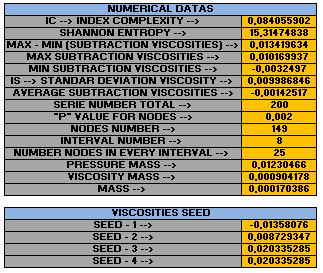 NUMERICAL DATAS
IC --> INDEX COMPLEXITY --> 0,084055902
SHANNON ENTROPY --> 15,31474838
MAX - MIN (SUBTRACTION VISCOSITIES) --> 0,013419634
MAX SUBTRACTION VISCOSITIES --> 0,010169937
MIN SUBTRACTION VISCOSITIES --> -0,0032497
IS --> STANDAR DEVIATION VISCOSITY --> 0,009986846
AVERAGE SUBTRACTION VISCOSITIES --> -0,00142517
SERIE NUMBER TOTAL --> 200
"P" VALUE FOR NODES --> 0,002
NODES NUMBER --> 149
INTERVAL NUMBER --> 8
NUMBER NODES IN EVERY INTERVAL --> 25
PRESSURE MASS --> 0,01230466
VISCOSITY MASS --> 0,000904178
MASS --> 0,000170386
VISCOSITIES SEED
SEED - 1 --> -0,01358076
SEED - 2 --> 0,008729347
SEED - 3 --> 0,020335285
SEED - 4 --> 0,020335285